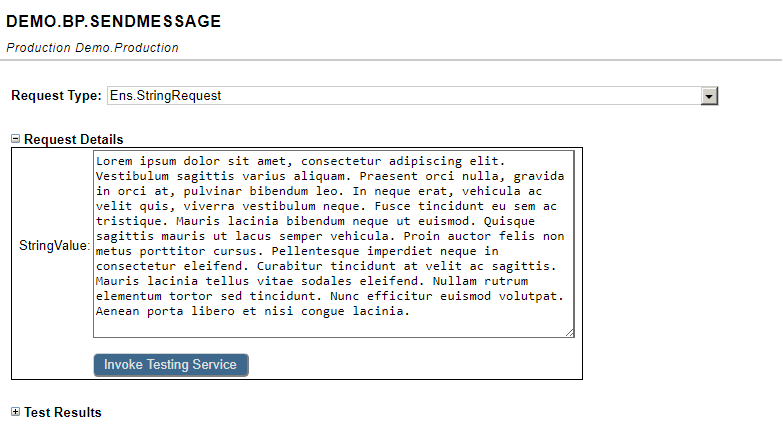 DEMO.BP.SENDMESSAGE
Production Demo.Production
Request Type: Ens.StringRequest
Request Details
StringValue:
Lorem ipsum dolor sit amet, consectetur adipiscing elit.
Vestibulum sagittis varius aliquam. Praesent orci nulla, gravida
in orci at, pulvinar bibendum leo. In neque erat, vehicula ac
velit quis, viverra vestibulum neque. Fusce tincidunt eu sem ac
tristique. Mauris lacinia bibendum neque ut euismod. Quisque
sagittis mauris ut lacus semper vehicula. Proin auctor felis non
metus porttitor cursus. Pellentesque imperdiet neque in
consectetur eleifend. Curabitur tincidunt at velit ac sagittis.
Mauris lacinia tellus vitae sodales eleifend. Nullam rutrum
elementum tortor sed tincidunt. Nunc efficitur euismod volutpat.
Aenean porta libero et nisi congue lacinia.
Invoke Testing Service
Test Results